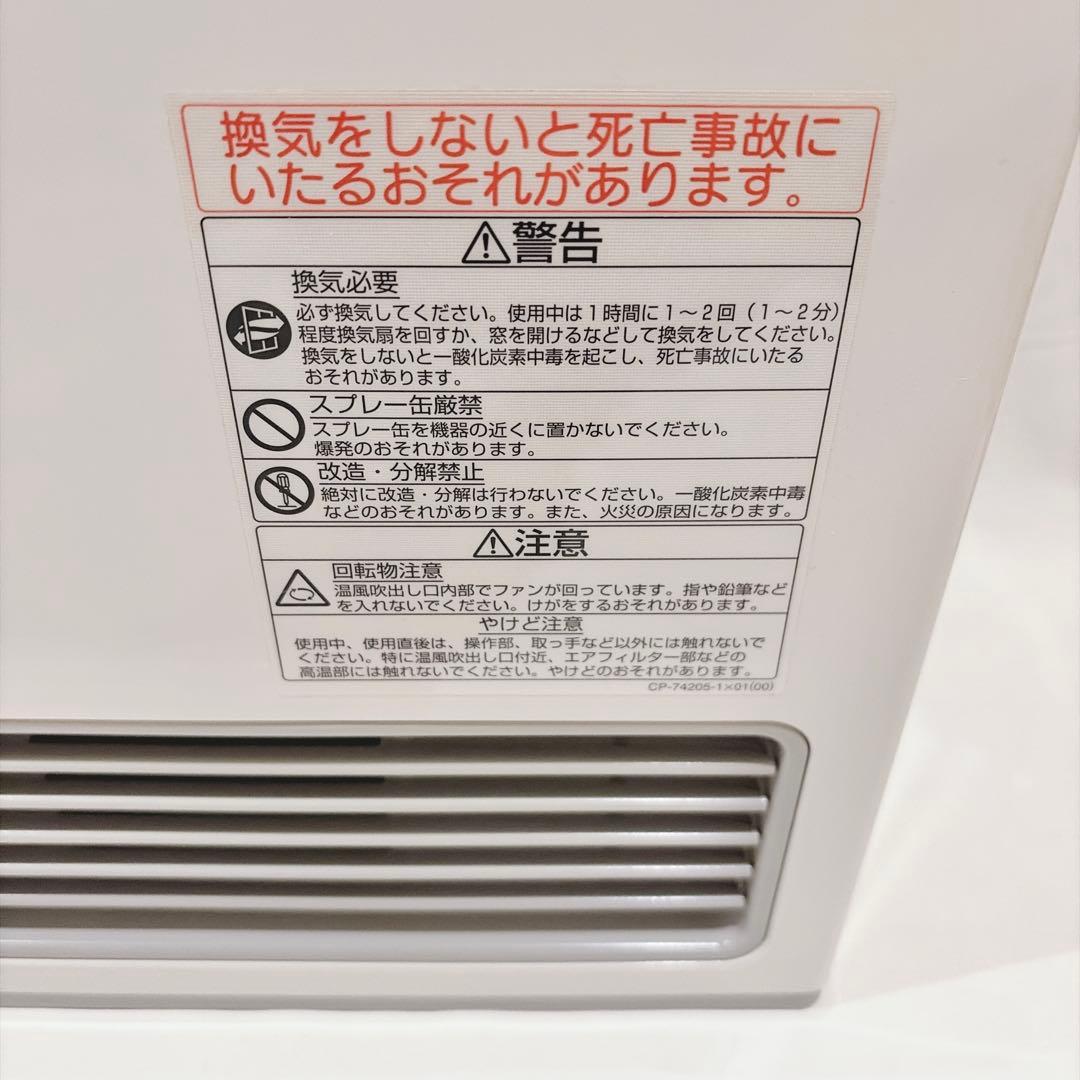 換気をしないと死亡事故に
いたるおそれがあります。
警告
換気必要
必ず換気してください。使用中は1時間に1～2回（1～2分）
程度換気扇を回すか、窓を開けるなどして換気をしてください。
換気をしないと一酸化炭素中毒を起こし、死亡事故にいたる
おそれがあります。
スプレー缶厳禁
スプレー缶を機器の近くに置かないでください。
爆発のおそれがあります。
改造・分解禁止
絶対に改造・分解は行わないでください。一酸化炭素中毒
などのおそれがあります。また、火災の原因になります。
注意
回転物注意
温風吹出し口内部でファンが回っています。指や鉛筆など
を入れないでください。けがをするおそれがあります。
やけど注意
使用中、使用直後は、操作部、取っ手など以外には触れないで
ください。特に温風吹出し口付近、エアフィルター部などの
高温部には触れないでください。やけどのおそれがあります。
CP-74205-1×01(00)